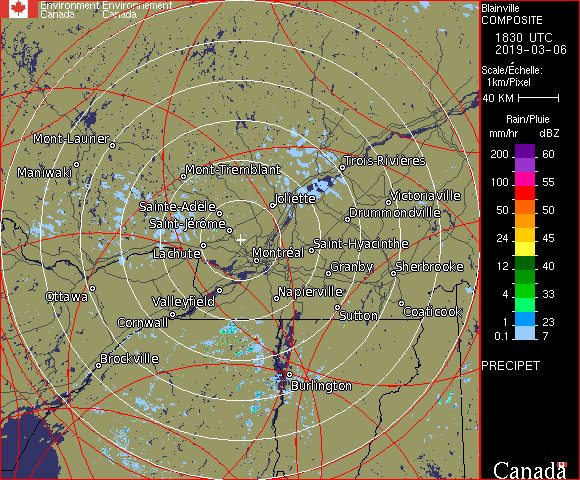 Environment Environnement
Canada Canada
Mont-Laurier
Maniwaki
Mont-Tremblant
Trois-Rivières
Joliette
Victoriaville
Sainte-Adele
Drummondville
Saint-Jérôme
Saint-Hyacinthe
Lachute
Montréal
Granby
Sherbrooke
Ottawa
Valleyfield
Napierville
Cornwall
Sutton
Coaticook
Brockville
Burlington
Blainville
COMPOSITE
1830 UTC
2019-03-06
Scale/Échelle:
1km/Pixel
40 KM
Rain/Pluie
mm/hr dBZ
200 60
100 55
50 50
24 45
12 40
4 33
1 23
0.1 7
PRECIPET
Canada